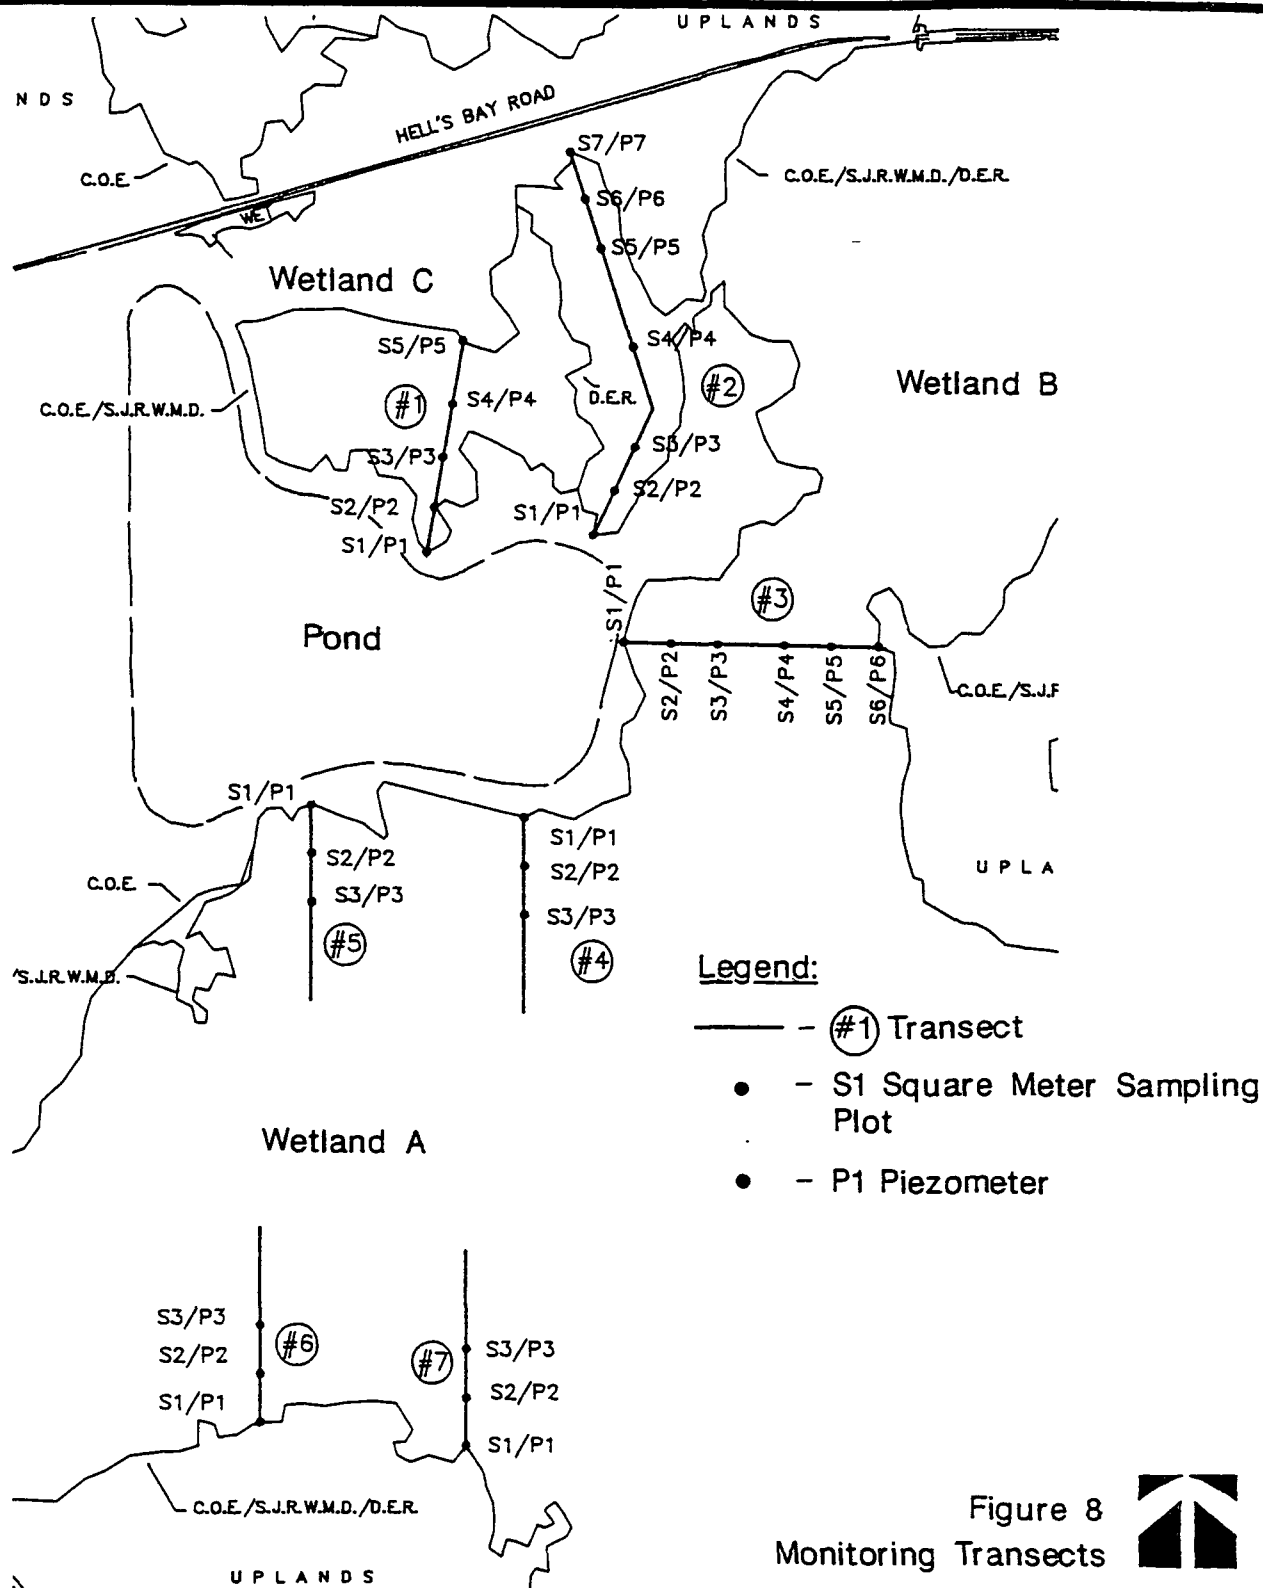 UPLANDS
NDS
HELL'S BAY ROAD
S7/P7
C.O.E.
C.O.E./S.J.R.W.M.D./D.E.R.
S6/P6
WE
S5/P5
Wetland C
S4/P4
S5/P5
#2
Wetland B
D.E.R.
#1
S4/P4
C.O.E./S.J.R.W.M.D.
S3/P3
S3/P3
S2/P2
S2/P2
S1/P1
S1/P1
S1/P1
#3
Pond
S2/P2
S3/P3
S4/P4
S5/P5
S6/P6
C.O.E./S.J.F
S1/P1
S1/P1
S2/P2
S2/P2
UPLA
C.O.E.
S3/P3
S3/P3
#5
#4
Legend:
'S.J.R.W.M.D.
- #1 Transect
- S1 Square Meter Sampling
Plot
Wetland A
- P1 Piezometer
S3/P3
#6
S3/P3
S2/P2
#7
S2/P2
S1/P1
S1/P1
C.O.E./S.J.R.W.M.D./D.E.R.
Figure 8
Monitoring Transects
UPLANDS